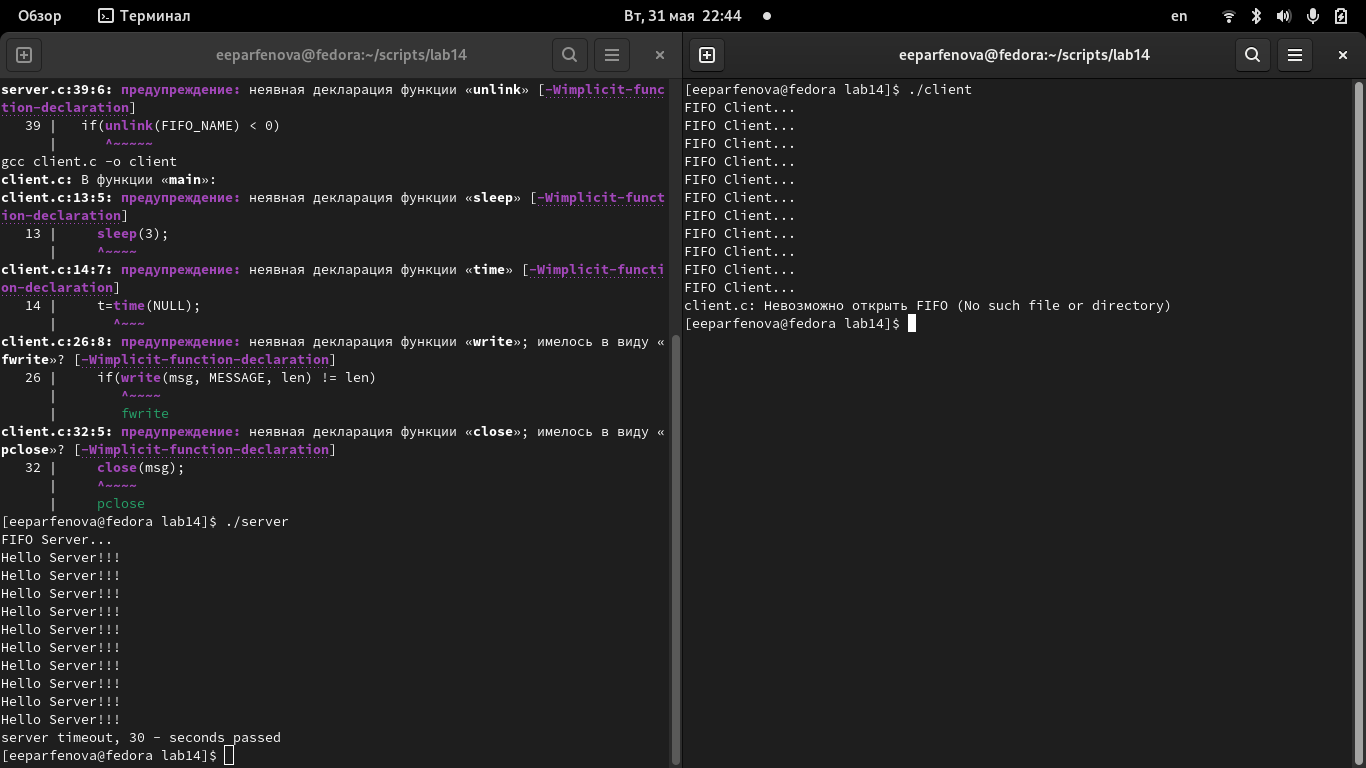 Обзор
Терминал
Вт, 31 мая 22:44
en
eeparfenova@fedora:~/scripts/lab14
server.c:39:6: предупреждение: неявная декларация функции «unlink» [-Wimplicit-func
tion-declaration]
   39 |   if(unlink(FIFO_NAME) < 0)
      |      ^~~~~~
gcc client.c -o client
client.c: В функции «main»:
client.c:13:5: предупреждение: неявная декларация функции «sleep» [-Wimplicit-funct
ion-declaration]
   13 |     sleep(3);
      |     ^~~~~
client.c:14:7: предупреждение: неявная декларация функции «time» [-Wimplicit-functi
on-declaration]
   14 |     t=time(NULL);
      |       ^~~~
client.c:26:8: предупреждение: неявная декларация функции «write»; имелось в виду «
fwrite»? [-Wimplicit-function-declaration]
   26 |     if(write(msg, MESSAGE, len) != len)
      |        ^~~~~
      |        fwrite
client.c:32:5: предупреждение: неявная декларация функции «close»; имелось в виду «
pclose»? [-Wimplicit-function-declaration]
   32 |     close(msg);
      |     ^~~~~
      |     pclose
[eeparfenova@fedora lab14]$ ./server
FIFO Server...
Hello Server!!!
Hello Server!!!
Hello Server!!!
Hello Server!!!
Hello Server!!!
Hello Server!!!
Hello Server!!!
Hello Server!!!
Hello Server!!!
Hello Server!!!
server timeout, 30 - seconds passed
[eeparfenova@fedora lab14]$
eeparfenova@fedora:~/scripts/lab14
[eeparfenova@fedora lab14]$ ./client
FIFO Client...
FIFO Client...
FIFO Client...
FIFO Client...
FIFO Client...
FIFO Client...
FIFO Client...
FIFO Client...
FIFO Client...
FIFO Client...
FIFO Client...
client.c: Невозможно открыть FIFO (No such file or directory)
[eeparfenova@fedora lab14]$